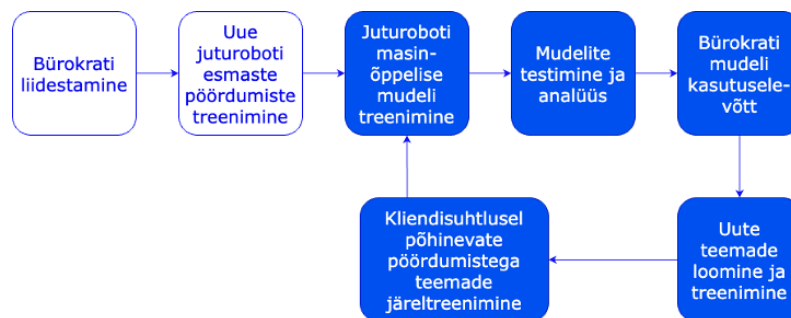 Bürokrati
liidestamine
Uue
juturoboti
esmaste
pöördumiste
treenimine
Juturoboti
masin-
õppelise
mudeli
treenimine
Mudelite
testimine ja
analüüs
Bürokrati
mudeli
kasutusele-
võtt
Kliendisuhtlusel
põhinevate
pöördumistega
teemade
järeltreenimine
Uute
teemade
loomine ja
treenimine